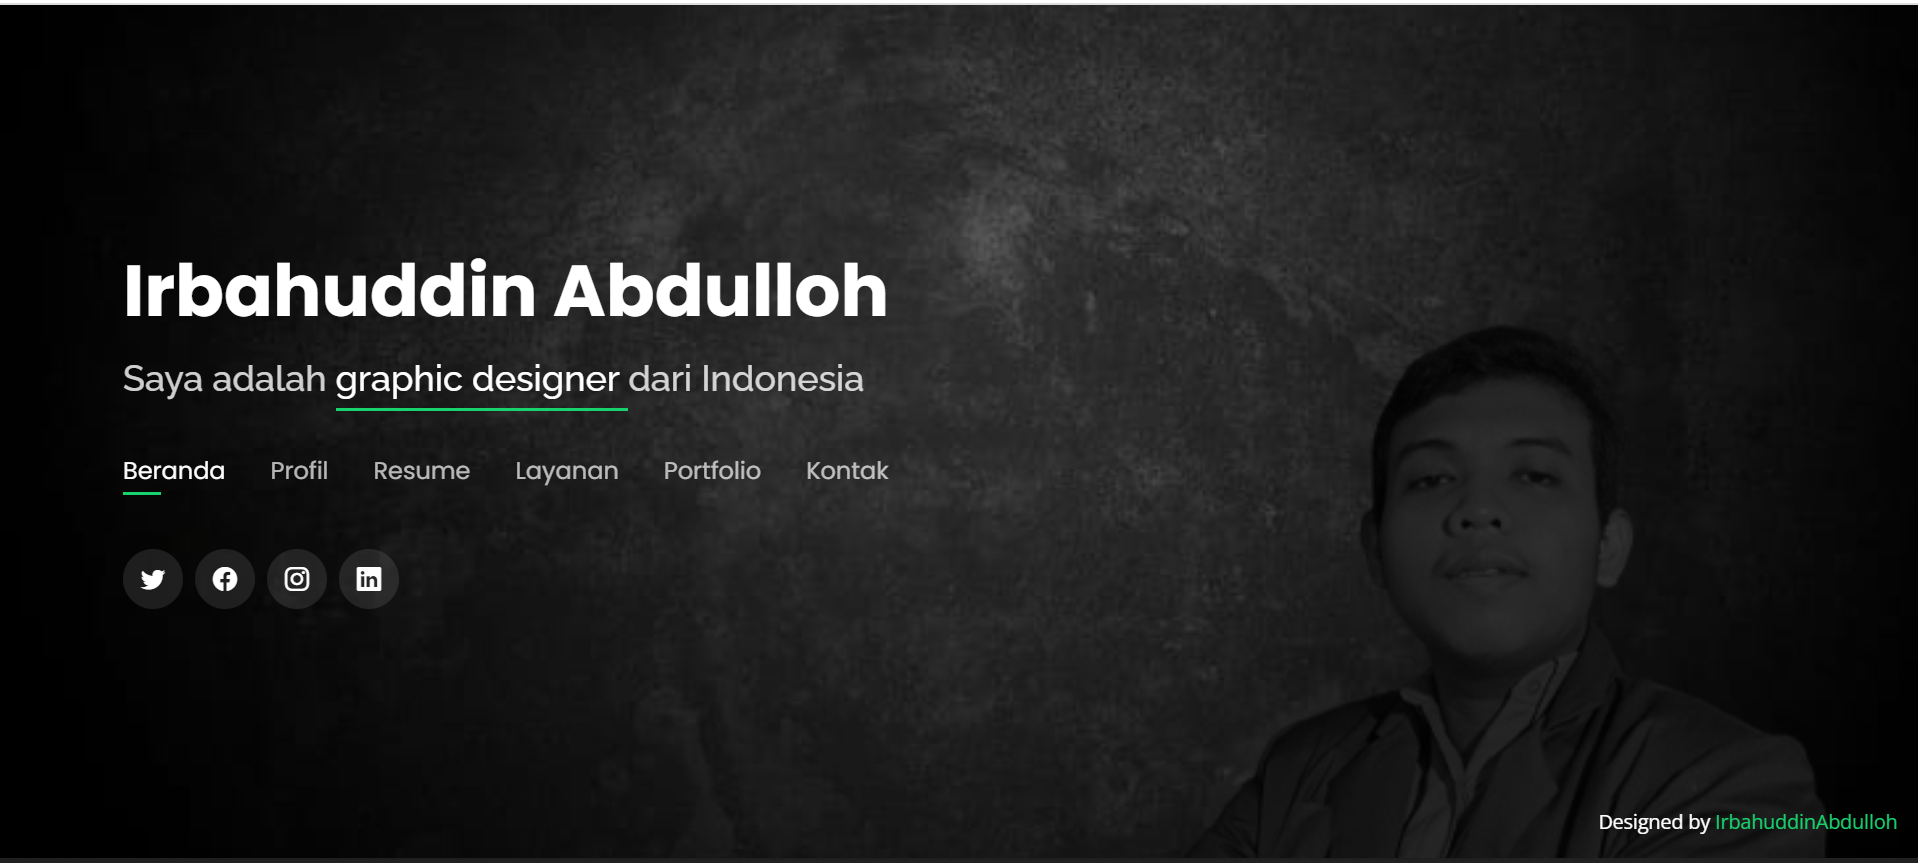 Irbahuddin Abdulloh
Saya adalah graphic designer dari Indonesia
Beranda Profil Resume Layanan Portfolio Kontak
Designed by IrbahuddinAbdulloh